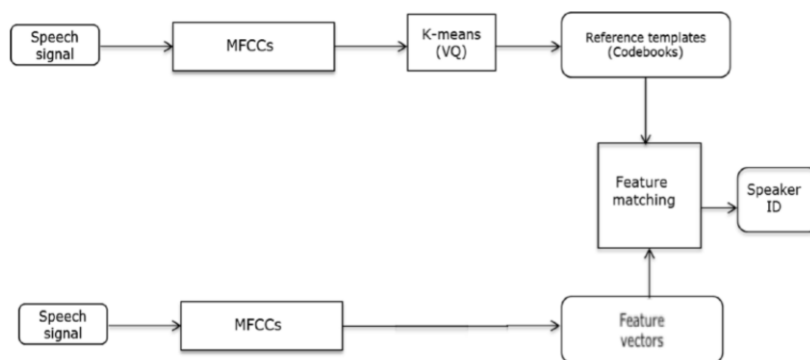 Speech
signal
MFCCs
K-means
(VQ)
Reference templates
(Codebooks)
Feature
matching
Speaker
ID
Speech
signal
MFCCs
Feature
vectors